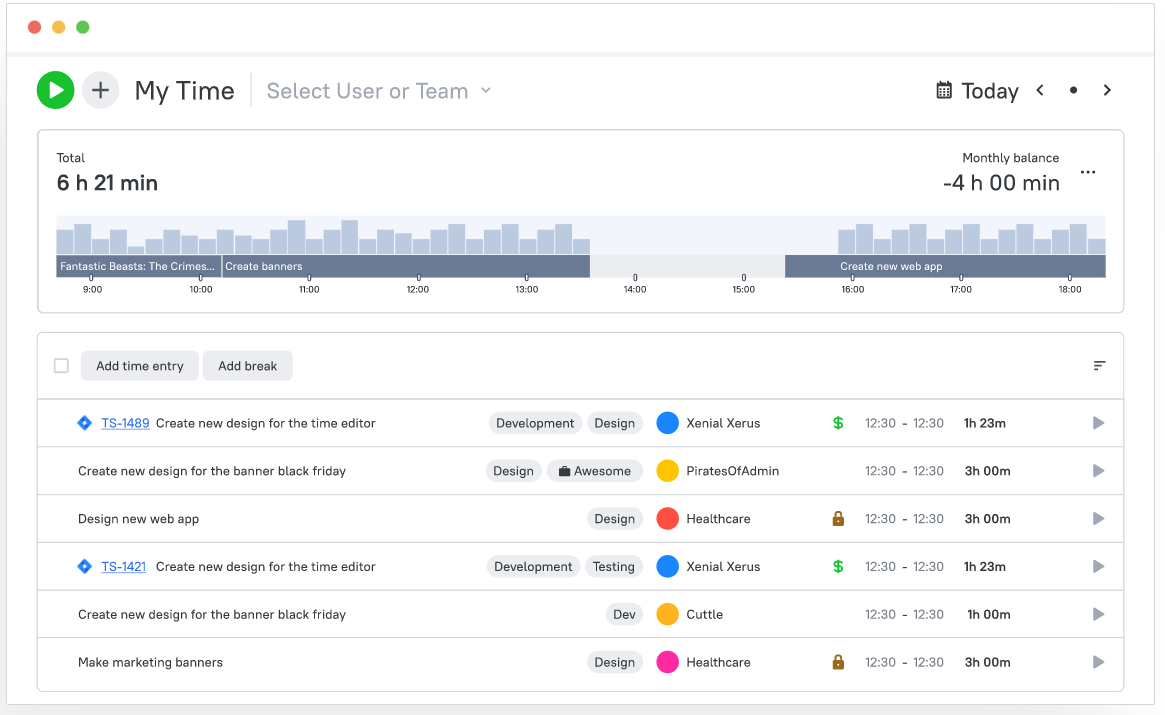 My Time Select User or Team Today
Total
6 h 21 min
Monthly balance
-4 h 00 min
Fantastic Beasts: The Crimes... Create banners Create new web app
9:00 10:00 11:00 12:00 13:00 14:00 15:00 16:00 17:00 18:00
Add time entry Add break
TS-1489 Create new design for the time editor Development Design Xenial Xerus $ 12:30 - 12:30 1h 23m
Create new design for the banner black friday Design Awesome PiratesOfAdmin 12:30 - 12:30 3h 00m
Design new web app Design Healthcare 12:30 - 12:30 3h 00m
TS-1421 Create new design for the time editor Development Testing Xenial Xerus $ 12:30 - 12:30 1h 23m
Create new design for the banner black friday Dev Cuttle 12:30 - 12:30 1h 00m
Make marketing banners Design Healthcare 12:30 - 12:30 3h 00m